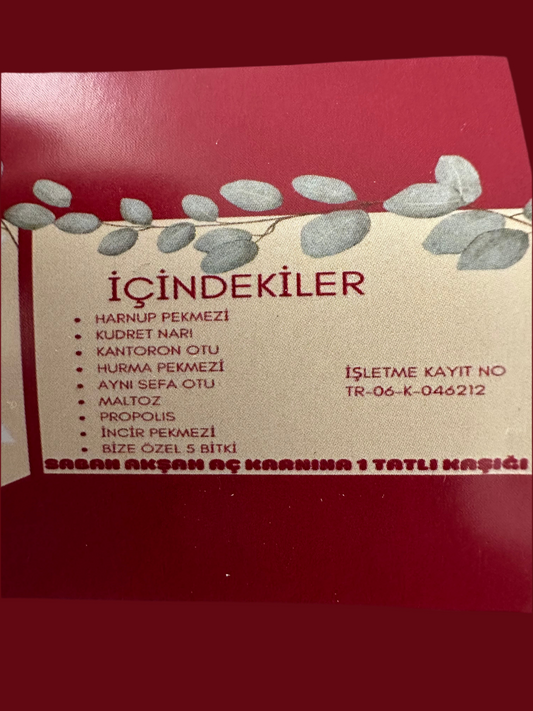 İÇİNDEKİLER
• HARNUP PEKMEZİ
• KUDRET NARI
• KANTORON OTU
• HURMA PEKMEZİ
• AYNI SEFA OTU
• MALTOZ
• PROPOLIS
• İNCİR PEKMEZİ
• BİZE ÖZEL 5 BİTKİ
İŞLETME KAYIT NO
TR-06-K-046212
SABAH AKŞAM AÇ KARNINA 1 TATLI KAŞIĞI